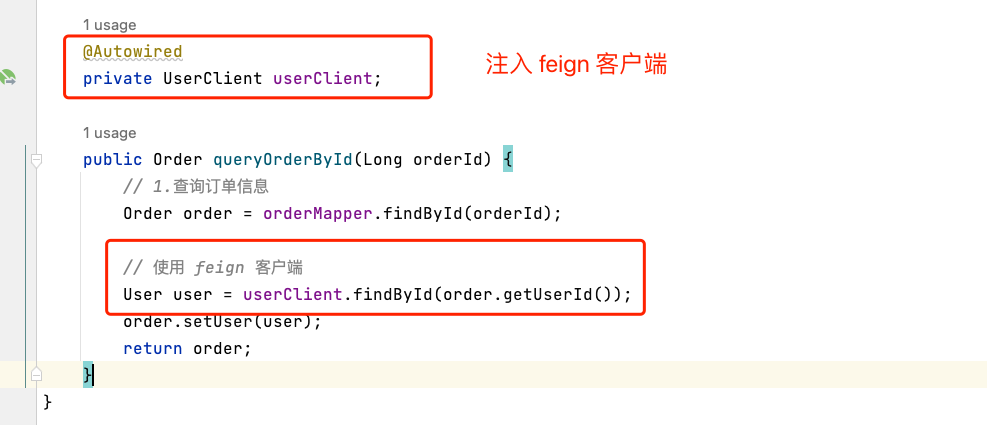 1 usage
@Autowired
private UserClient userClient;
注入 feign 客户端
1 usage
public Order queryOrderById(Long orderId) {
// 1.查询订单信息
Order order = orderMapper.findById(orderId);
// 使用 feign 客户端
User user = userClient.findById(order.getUserId());
order.setUser(user);
return order;
}
}